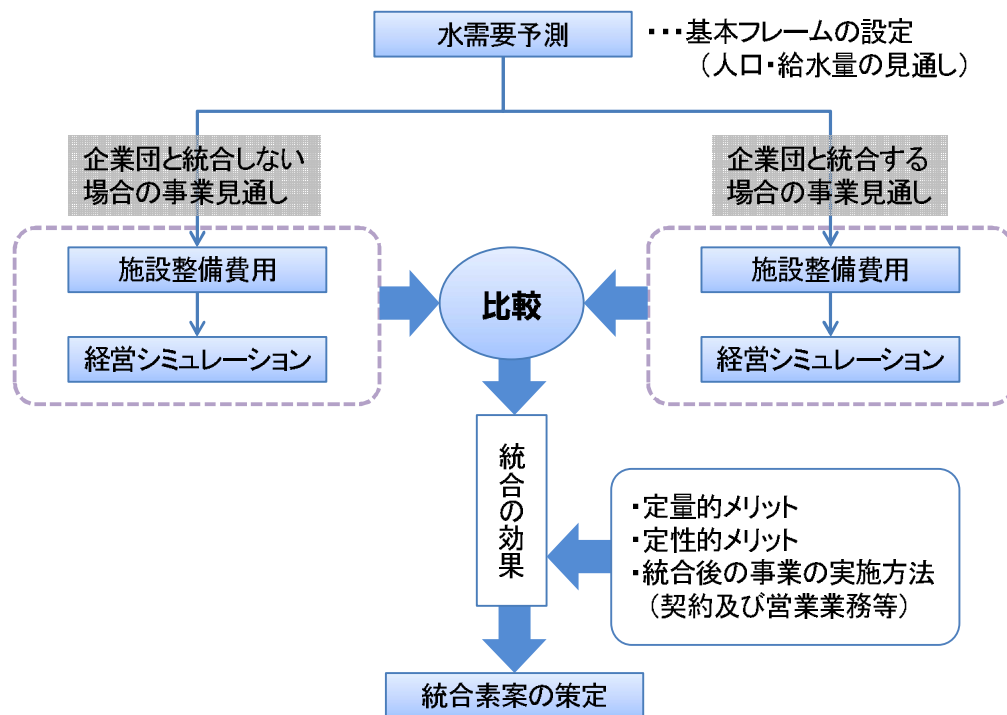 水需要予測
・・・基本フレームの設定
（人口・給水量の見通し）
企業団と統合しない
場合の事業見通し
企業団と統合する
場合の事業見通し
施設整備費用
経営シミュレーション
比較
施設整備費用
経営シミュレーション
統合の効果
・定量的メリット
・定性的メリット
・統合後の事業の実施方法
（契約及び営業業務等）
統合素案の策定